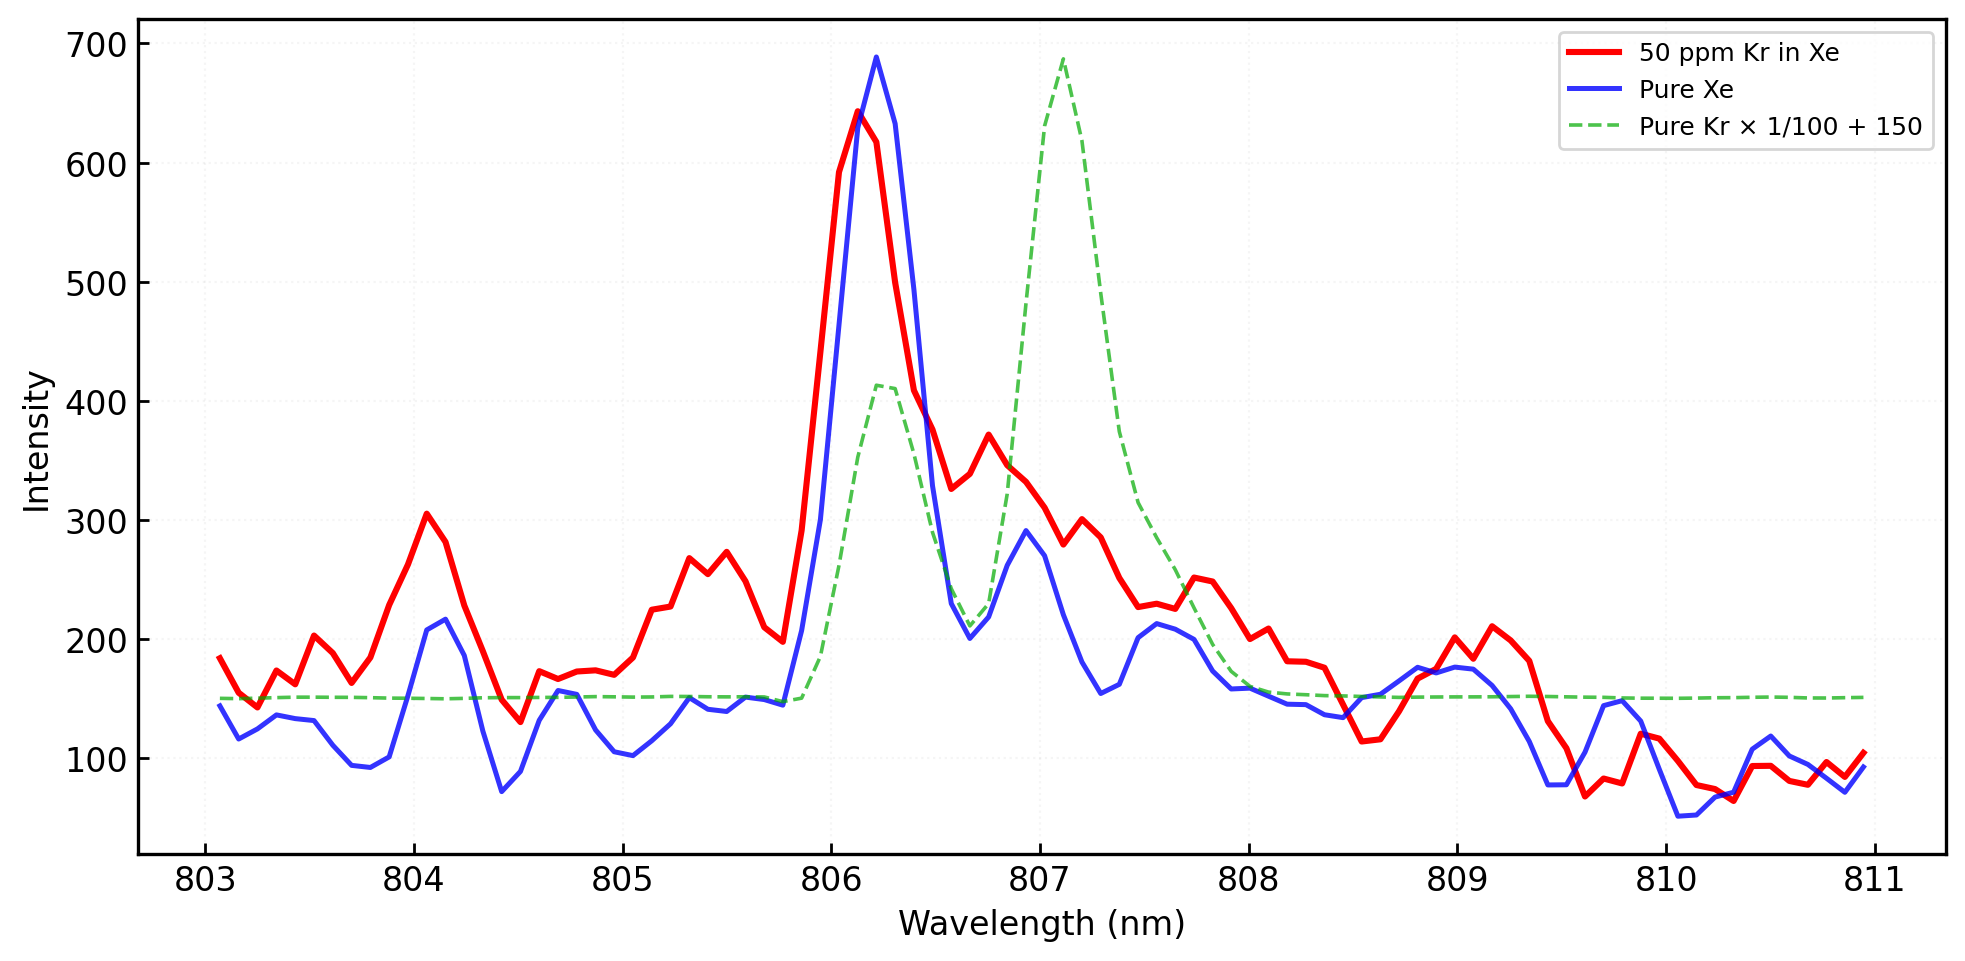 50 ppm Kr in Xe
Pure Xe
Pure Kr × 1/100 + 150
Intensity
700
600
500
400
300
200
100
803 804 805 806 807 808 809 810 811
Wavelength (nm)